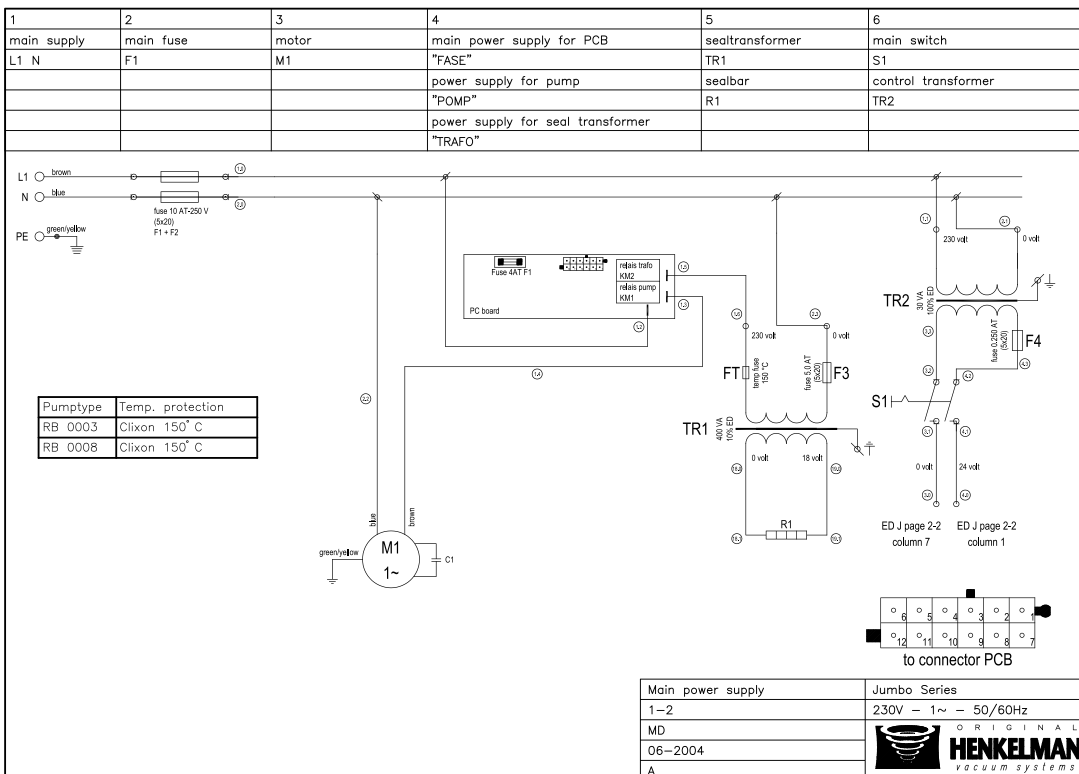 1 2 3 4 5 6
main supply main fuse motor main power supply for PCB sealtransformer main switch
L1 N F1 M1 "FASE" TR1 S1
power supply for pump sealbar control transformer
"POMP" R1 TR2
power supply for seal transformer
"TRAFO"
L1 brown
N blue
PE green/yellow
fuse 10 AT-250 V
(5x20)
F1 + F2
Fuse 4AT F1
relais trafo
KM2
relais pump
KM1
PC board
230 volt 0 volt
TR2
30 VA
100% ED
fuse 0,250 AT
(5x20)
F4
S1
0 volt 24 volt
ED J page 2-2 ED J page 2-2
column 7 column 1
230 volt 0 volt
FT
temp fuse
150 °C
fuse 5,0 AT
(5x20)
F3
TR1
400 VA
10% ED
0 volt 18 volt
R1
Pumptype Temp. protection
RB 0003 Clixon 150° C
RB 0008 Clixon 150° C
blue
brown
green/yellow
M1
1~
C1
6 5 4 3 2 1
12 11 10 9 8 7
to connector PCB
Main power supply Jumbo Series
1-2 230V - 1~ - 50/60Hz
MD
06-2004
A
ORIGINAL
HENKELMAN
vacuum systems